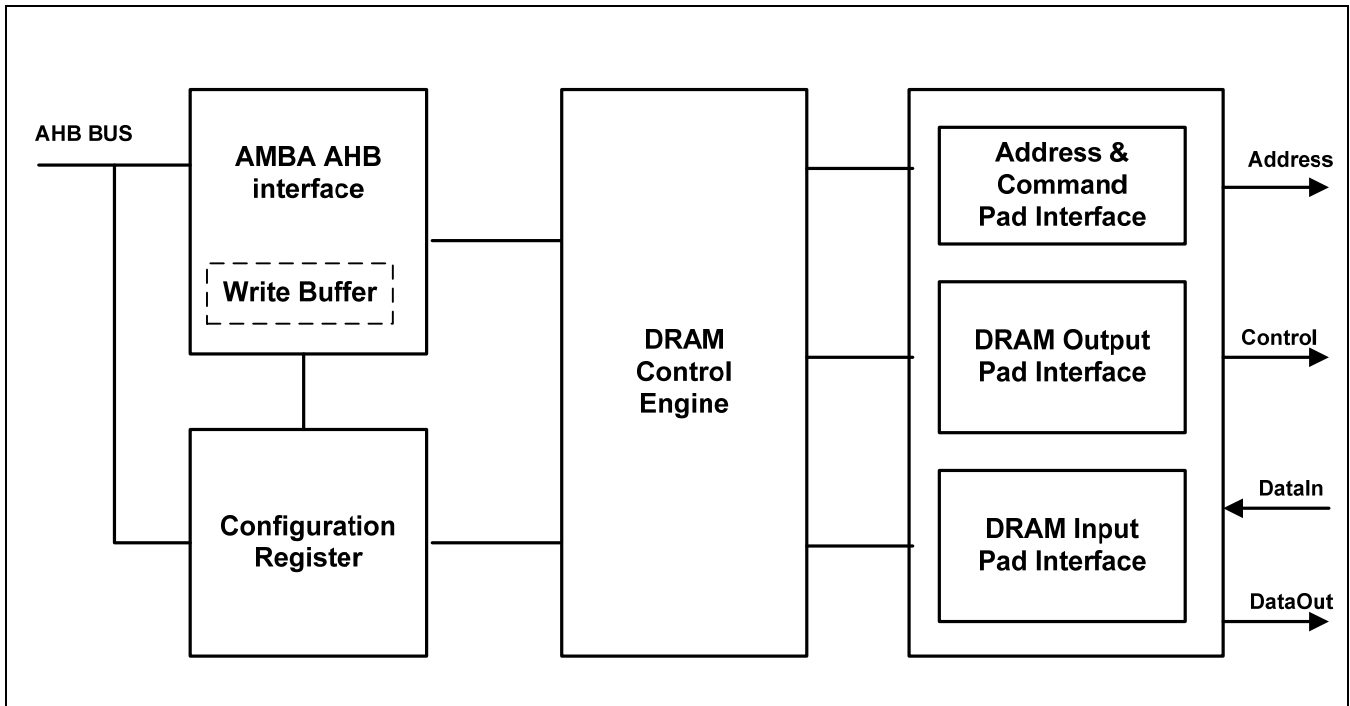 AHB BUS
AMBA AHB
interface
Write Buffer
Configuration
Register
DRAM
Control
Engine
Address &
Command
Pad Interface
DRAM Output
Pad Interface
DRAM Input
Pad Interface
Address
Control
DataIn
DataOut